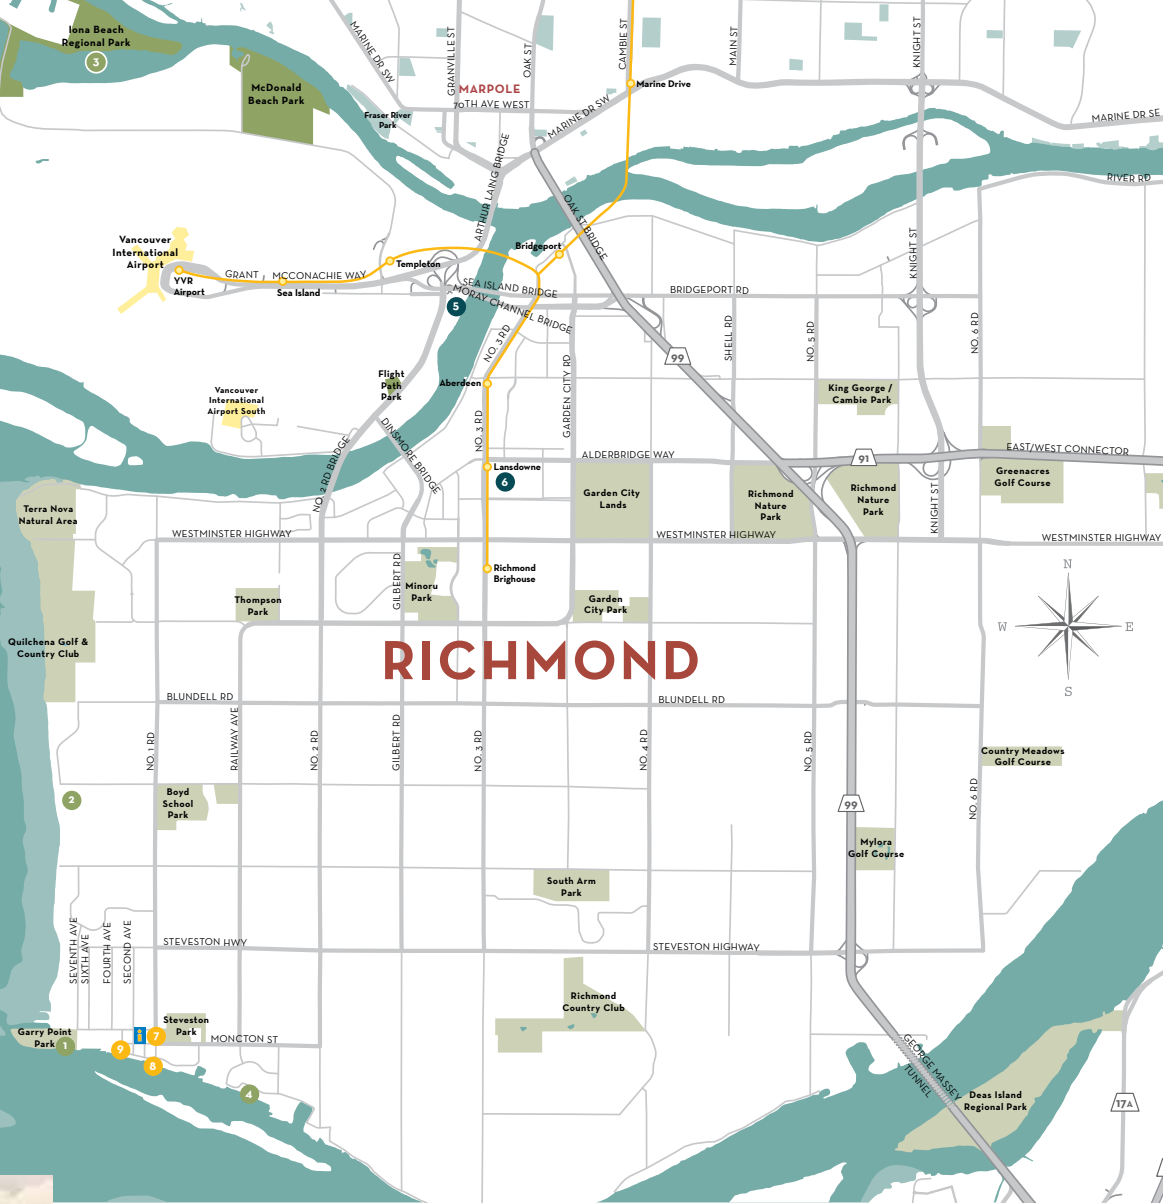 Iona Beach
Regional Park
3
McDonald
Beach Park
MARINE DR SW
GRANVILLE ST
OAK ST
CAMBIE ST
MAIN ST
KNIGHT ST
MARPOLE
70TH AVE WEST
Fraser River
Park
MARINE DR SW
Marine Drive
MARINE DR SE
RIVER RD
ARTHUR LAING BRIDGE
OAK ST BRIDGE
KNIGHT ST
Vancouver
International
Airport
YVR
Airport
GRANT
MCCONACHIE WAY
Sea Island
Templeton
Bridgeport
SEA ISLAND BRIDGE
MORAY CHANNEL BRIDGE
5
BRIDGEPORT RD
NO. 3 RD
SHELL RD
NO. 5 RD
NO. 6 RD
99
GARDEN CITY RD
Flight
Path
Park
Aberdeen
Vancouver
International
Airport South
King George /
Cambie Park
NO. 3 RD
DINSMORE BRIDGE
NO. 2 RD BRIDGE
ALDERBRIDGE WAY
91
EAST/WEST CONNECTOR
Lansdowne
6
Greenacres
Golf Course
Garden City
Lands
Richmond
Nature
Park
Richmond
Nature
Park
KNIGHT ST
Terra Nova
Natural Area
WESTMINSTER HIGHWAY
WESTMINSTER HIGHWAY
WESTMINSTER HIGHWAY
GILBERT RD
Minoru
Park
Richmond
Brighouse
Thompson
Park
Garden
City Park
N
W
E
S
Quilchena Golf &
Country Club
RICHMOND
BLUNDELL RD
BLUNDELL RD
NO. 1 RD
RAILWAY AVE
NO. 2 RD
GILBERT RD
NO. 3 RD
NO. 4 RD
NO. 5 RD
NO. 6 RD
Country Meadows
Golf Course
2
Boyd
School
Park
99
Mylora
Golf Course
South Arm
Park
SEVENTH AVE
SIXTH AVE
FOURTH AVE
SECOND AVE
STEVESTON HWY
STEVESTON HIGHWAY
Richmond
Country Club
Garry Point
Park
1
Steveston
Park
7
MONCTON ST
9
8
4
GEORGE MASSEY
TUNNEL
Deas Island
Regional Park
17A